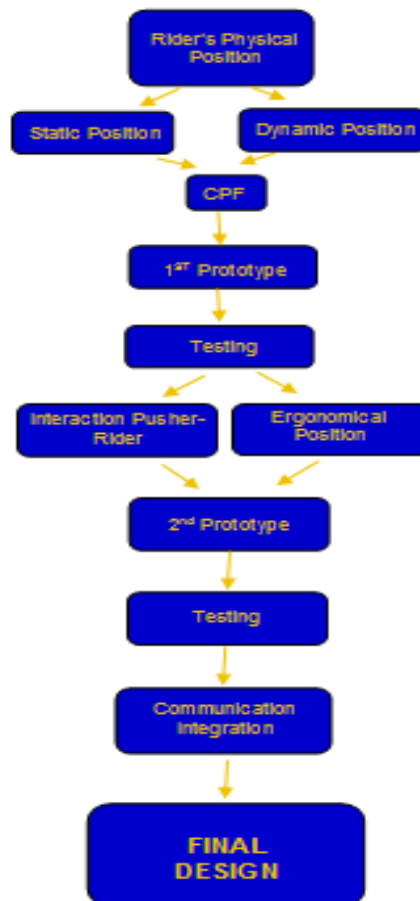 Rider's Physical
Position
Static Position
Dynamic Position
CPF
1ST Prototype
Testing
Interaction Pusher-
Rider
Ergonomical
Position
2nd Prototype
Testing
Communication
Integration
FINAL
DESIGN